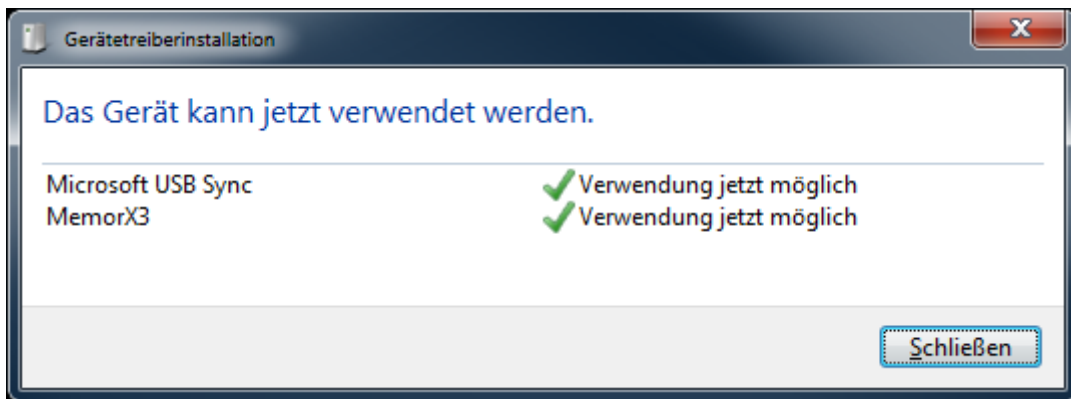 Gerätetreiberinstallation
X
Das Gerät kann jetzt verwendet werden.
Microsoft USB Sync Verwendung jetzt möglich
MemorX3 Verwendung jetzt möglich
Schließen